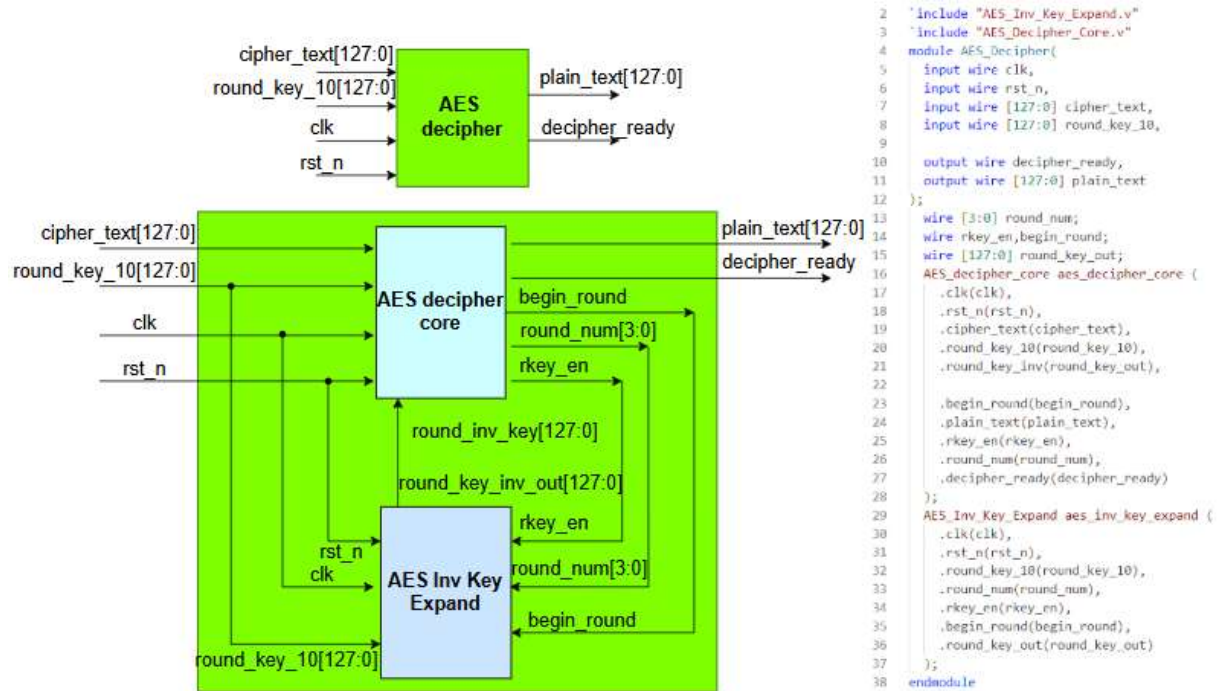 cipher_text[127:0]
round_key_10[127:0]
clk
rst_n
AES
decipher
plain_text[127:0]
decipher_ready
cipher_text[127:0]
round_key_10[127:0]
clk
rst_n
AES decipher
core
plain_text[127:0]
decipher_ready
begin_round
round_num[3:0]
rkey_en
round_inv_key[127:0]
round_key_inv_out[127:0]
rkey_en
rst_n
clk
round_num[3:0]
AES Inv Key
Expand
begin_round
round_key_10[127:0]
2 `include "AES_Inv_Key_Expand.v"
3 `include "AES_Decipher_Core.v"
4 module AES_Decipher(
5 input wire clk,
6 input wire rst_n,
7 input wire [127:0] cipher_text,
8 input wire [127:0] round_key_10,
9
10 output wire decipher_ready,
11 output wire [127:0] plain_text
12 );
13 wire [3:0] round_num;
14 wire rkey_en,begin_round;
15 wire [127:0] round_key_out;
16 AES_decipher_core aes_decipher_core (
17 .clk(clk),
18 .rst_n(rst_n),
19 .cipher_text(cipher_text),
20 .round_key_10(round_key_10),
21 .round_key_inv(round_key_out),
22
23 .begin_round(begin_round),
24 .plain_text(plain_text),
25 .rkey_en(rkey_en),
26 .round_num(round_num),
27 .decipher_ready(decipher_ready)
28 );
29 AES_Inv_Key_Expand aes_inv_key_expand (
30 .clk(clk),
31 .rst_n(rst_n),
32 .round_key_10(round_key_10),
33 .round_num(round_num),
34 .rkey_en(rkey_en),
35 .begin_round(begin_round),
36 .round_key_out(round_key_out)
37 );
38 endmodule